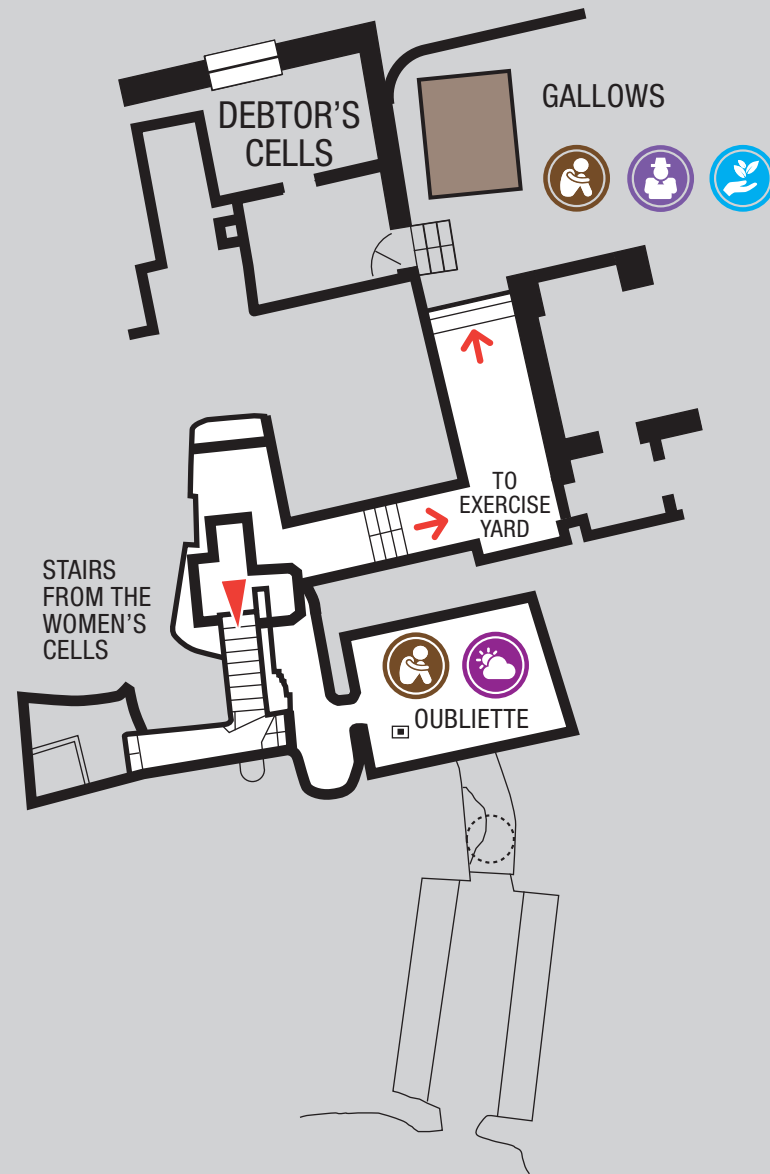 DEBTOR'S
CELLS
GALLOWS
TO
EXERCISE
YARD
STAIRS
FROM THE
WOMEN'S
CELLS
OUBLIETTE